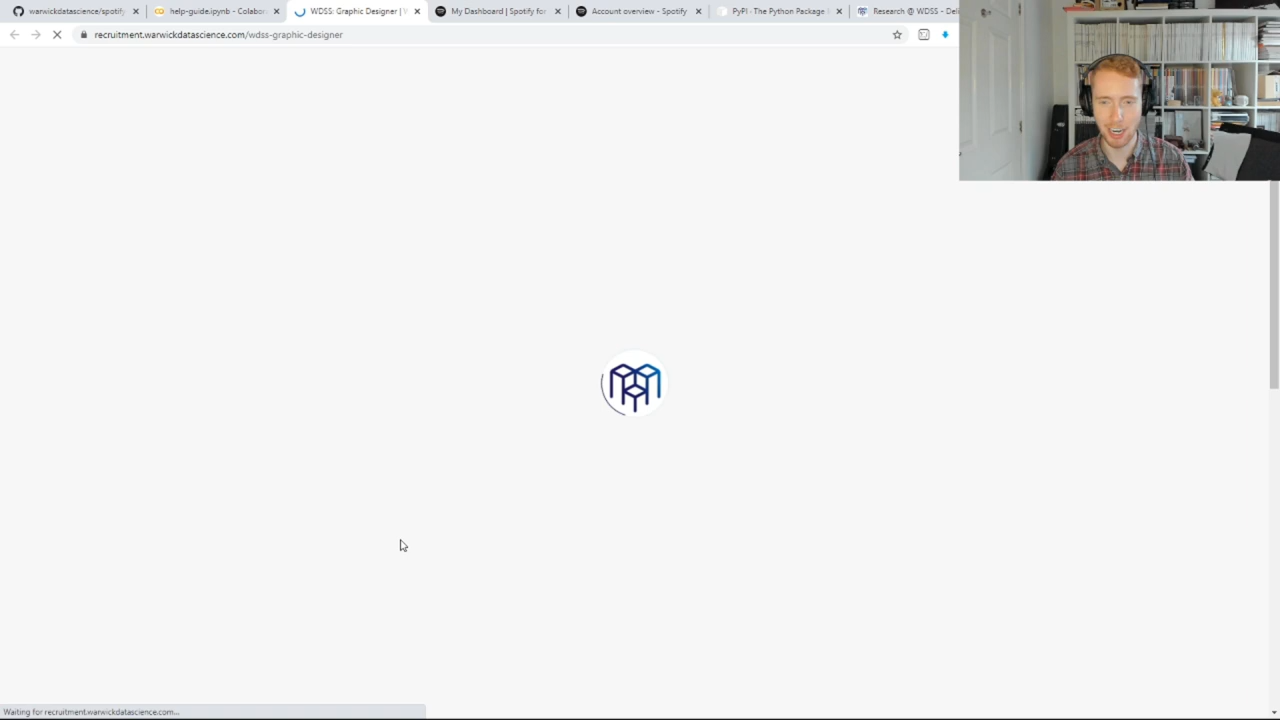 warwickdatascience/spotify
help-guide.ipynb - Colabora
WDSS: Graphic Designer | V
My Dashboard | Spotify for
Account overview - Spotify
PyPI · The Python Package
Research @ WDSS - Deli
recruitment.warwickdatascience.com/wdss-graphic-designer
Waiting for recruitment.warwickdatascience.com...